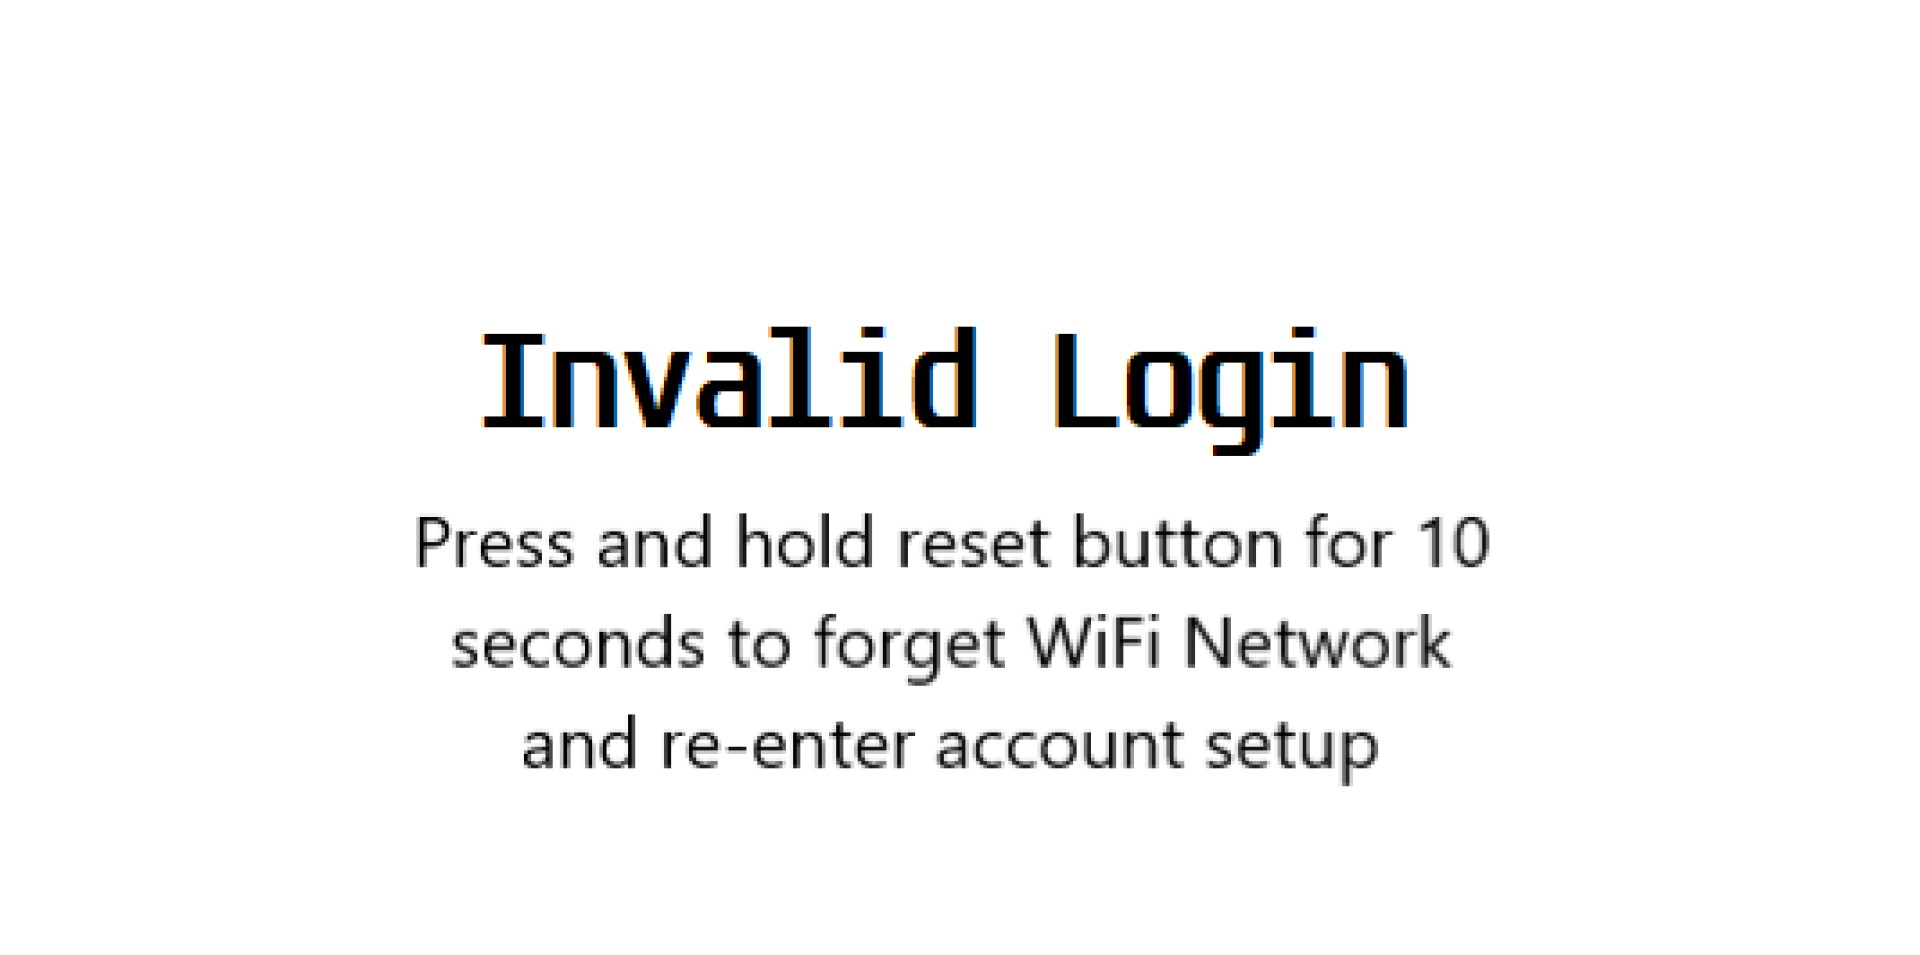 Invalid Login
Press and hold reset button for 10
seconds to forget WiFi Network
and re-enter account setup